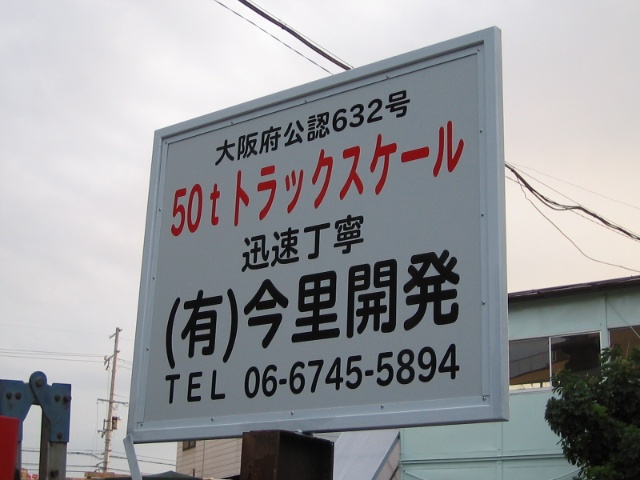 大阪府公認632号
50tトラックスケール
迅速丁寧
(有)今里開発
TEL 06-6745-5894